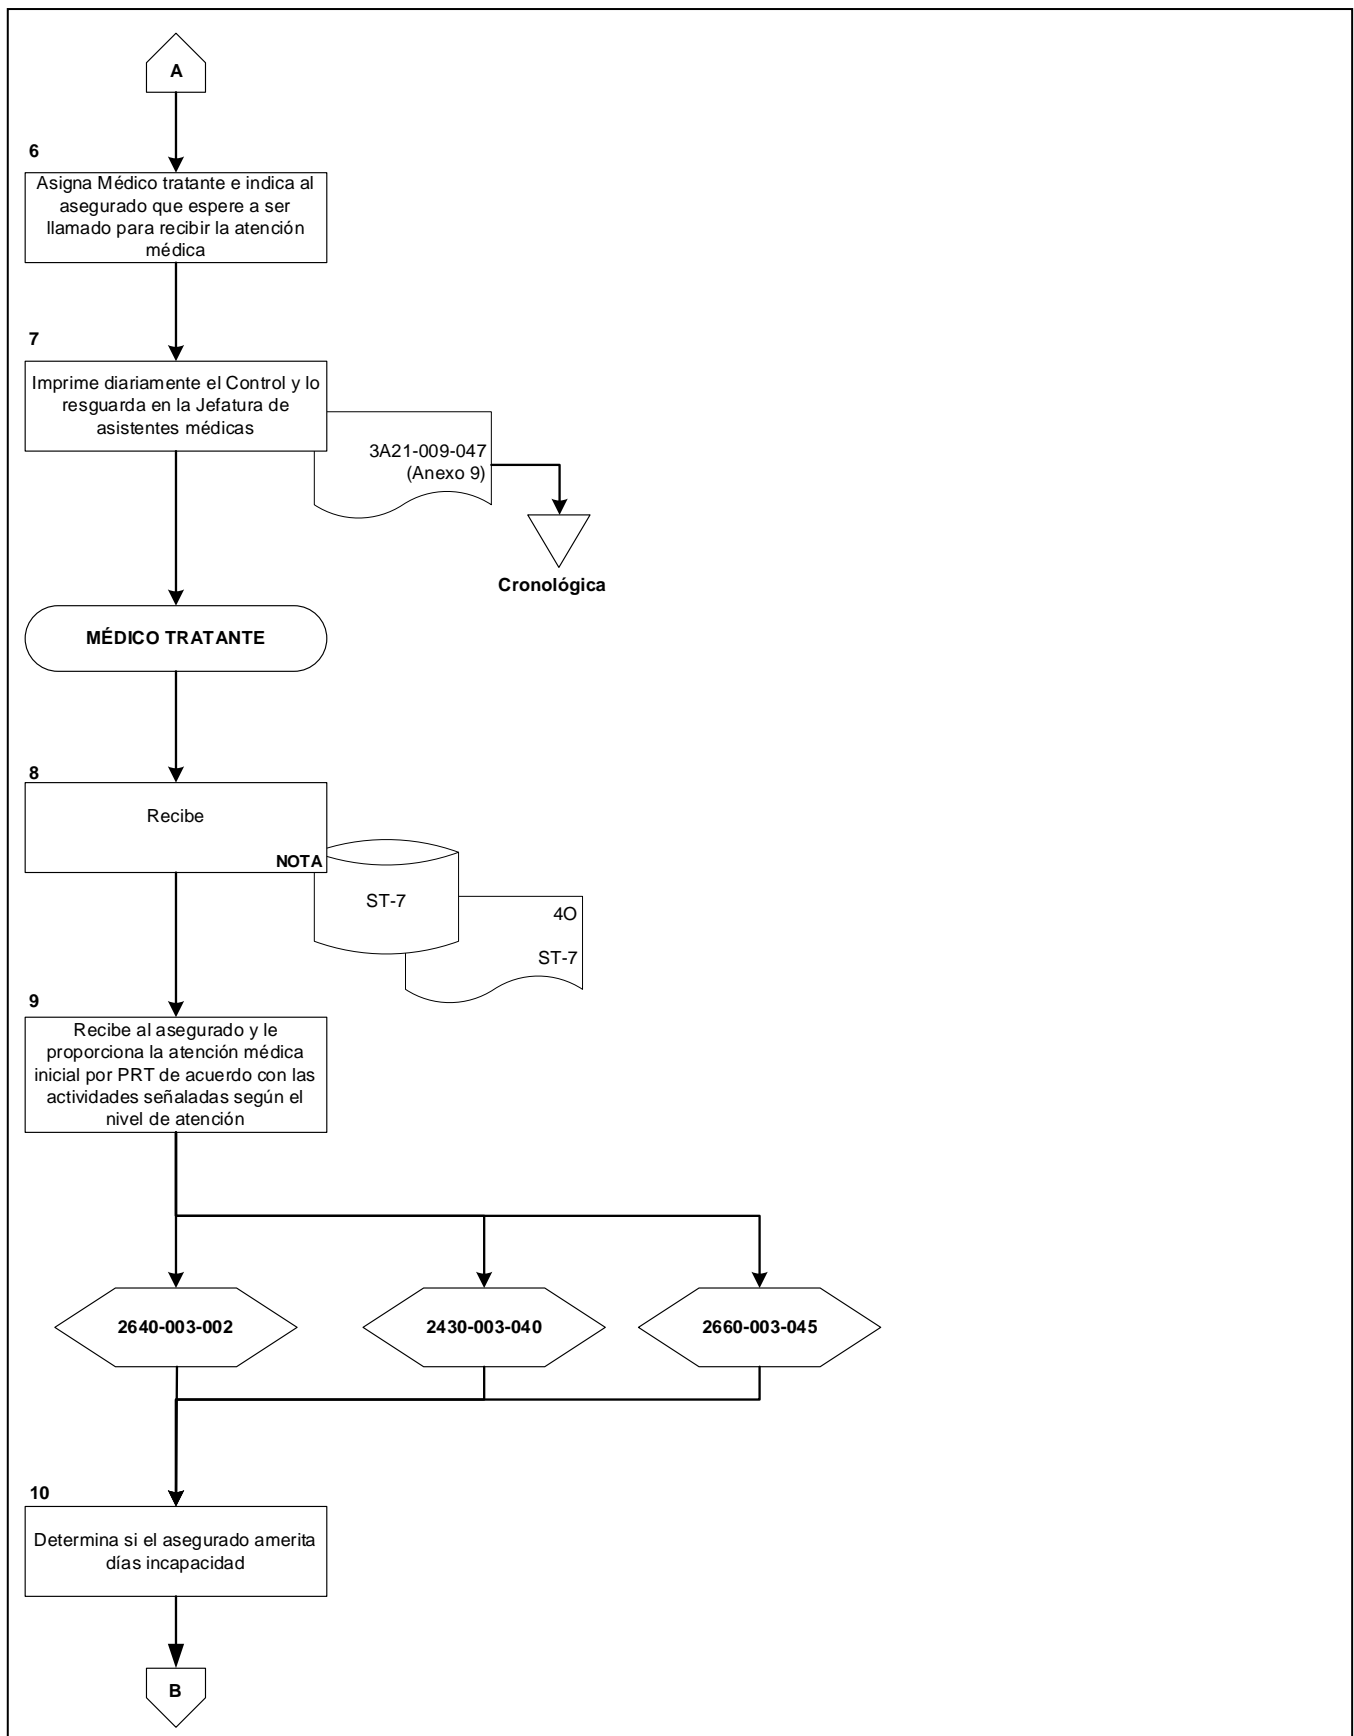 A
6
Asigna Médico tratante e indica al
asegurado que espere a ser
llamado para recibir la atención
médica
7
Imprime diariamente el Control y lo
resguarda en la Jefatura de
asistentes médicas
3A21-009-047
(Anexo 9)
Cronológica
MÉDICO TRATANTE
8
Recibe
NOTA
ST-7
4O
ST-7
9
Recibe al asegurado y le
proporciona la atención médica
inicial por PRT de acuerdo con las
actividades señaladas según el
nivel de atención
2640-003-002
2430-003-040
2660-003-045
10
Determina si el asegurado amerita
días incapacidad
B